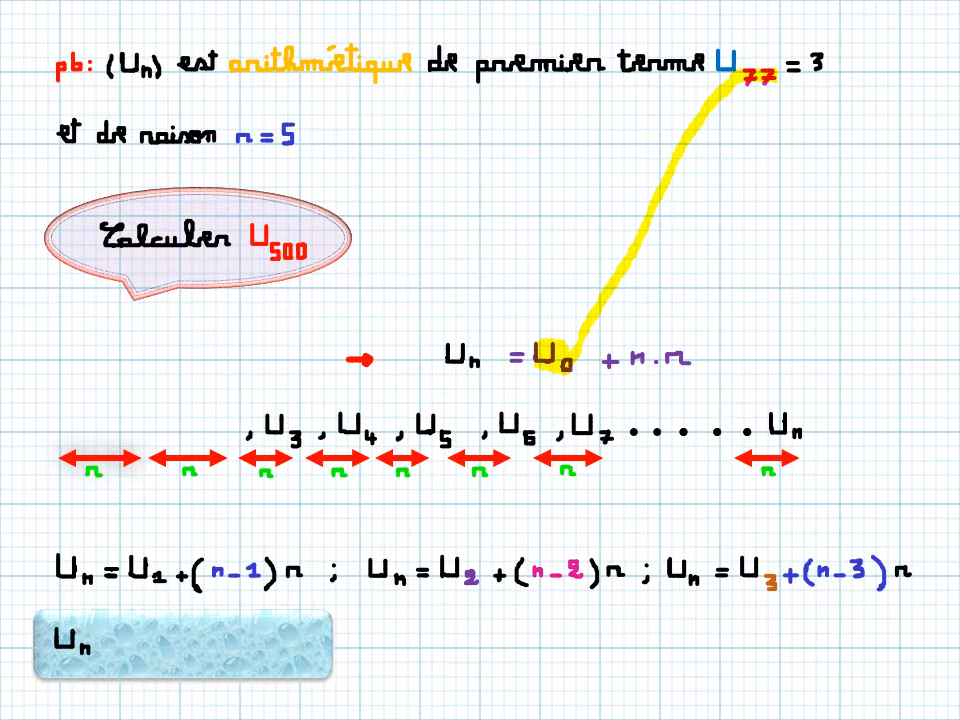 pb: (Un) est arithmétique de premier terme U77 = 3
et de raison r = 5
Calculer U500
→ Un = U0 + n.r
, U3 , U4 , U5 , U6 , U7 . . . . . Un
r r r r r r r r
Un = U1 + (n-1) r ; Un = U2 + (n-2) r ; Un = U3 + (n-3) r
Un